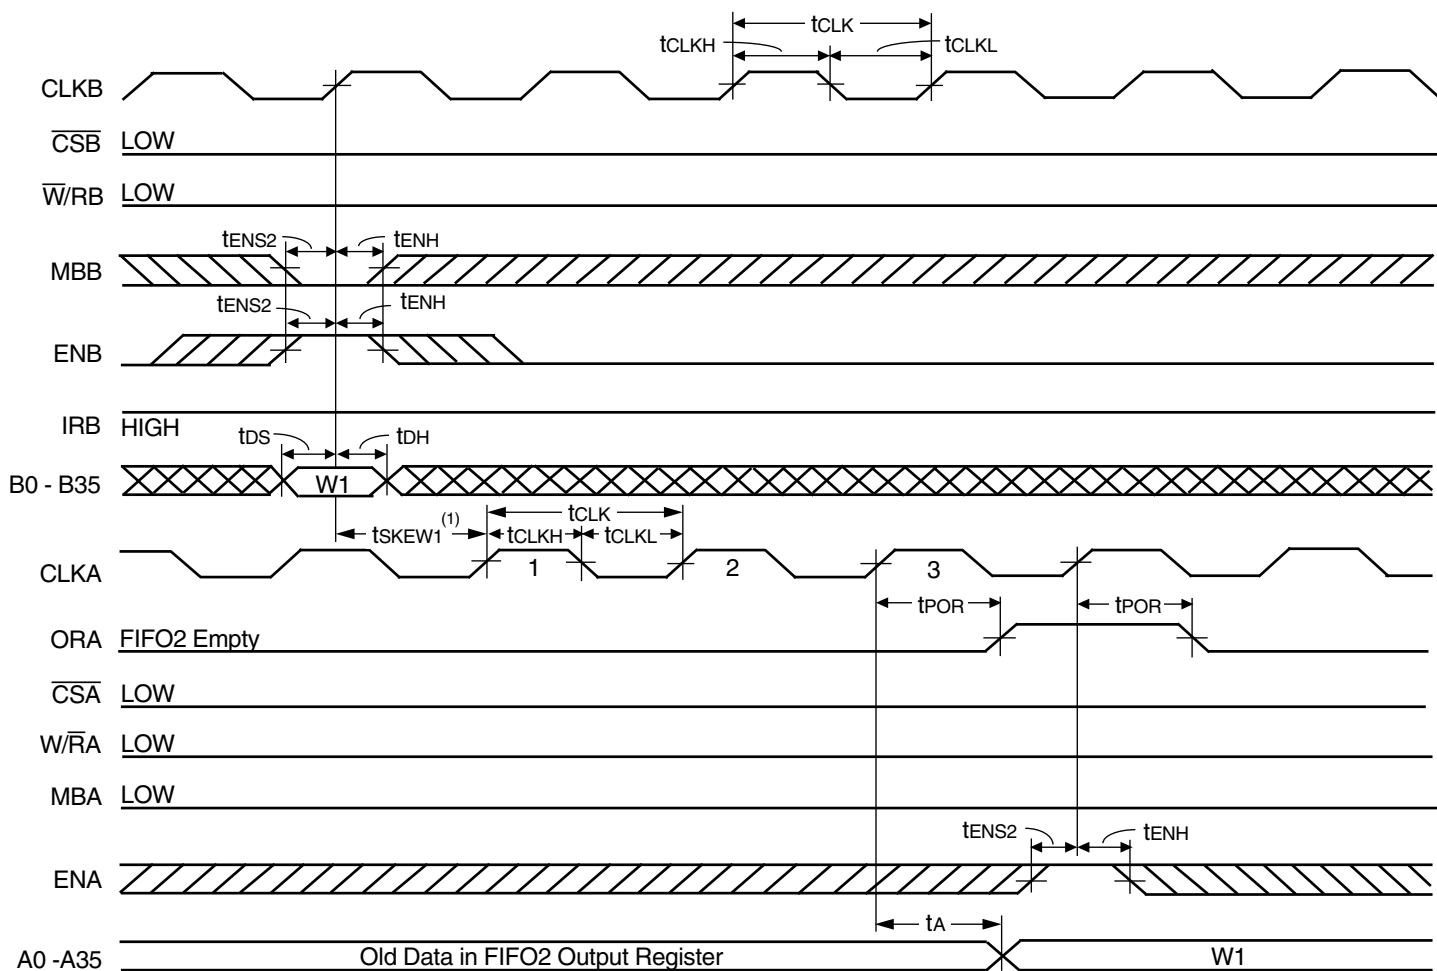 tCLK
tCLKH tCLKL
CLKB
CSB LOW
W/RB LOW
tENS2 tENH
MBB
tENS2 tENH
ENB
IRB HIGH
tDS tDH
B0 - B35 W1
tSKEW1(1) tCLK
tCLKH tCLKL
CLKA 1 2 3
tPOR tPOR
ORA FIFO2 Empty
CSA LOW
W/RA LOW
MBA LOW
tENS2 tENH
ENA
tA
A0 -A35 Old Data in FIFO2 Output Register W1